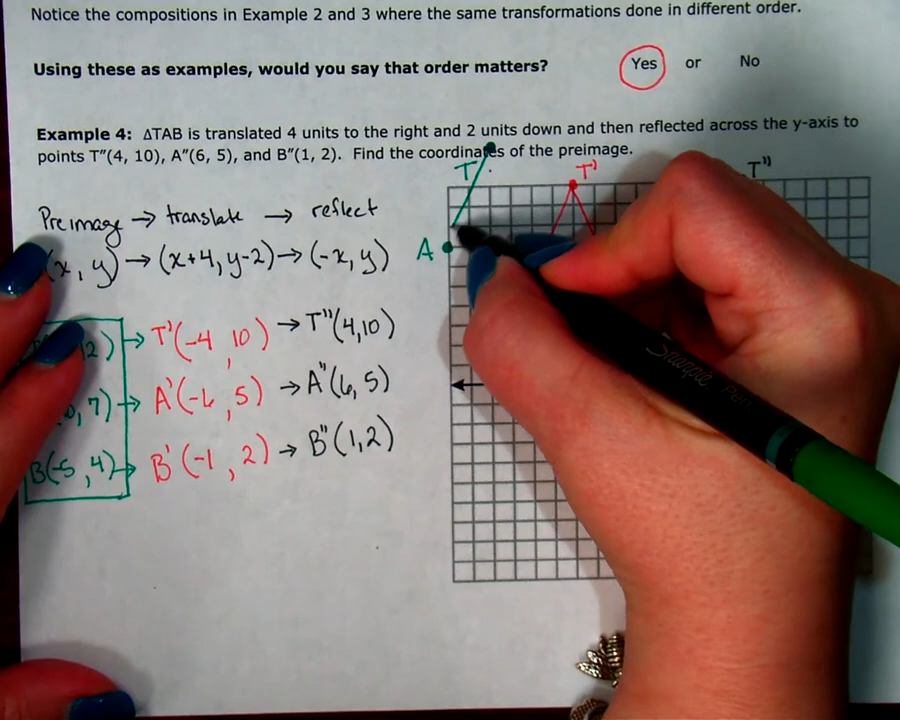 Notice the compositions in Example 2 and 3 where the same transformations done in different order.
Using these as examples, would you say that order matters? Yes or No
Example 4: ΔTAB is translated 4 units to the right and 2 units down and then reflected across the y-axis to
points T″(4, 10), A″(6, 5), and B″(1, 2). Find the coordinates of the preimage.
T T' T"
Preimage → translate → reflect
(x, y) → (x+4, y-2) → (-x, y)
A
2) → T'(-4, 10) → T"(4,10)
, 7) → A'(-6, 5) → A"(6, 5)
B(-5, 4) → B'(-1, 2) → B"(1,2)
Sharpie PEN